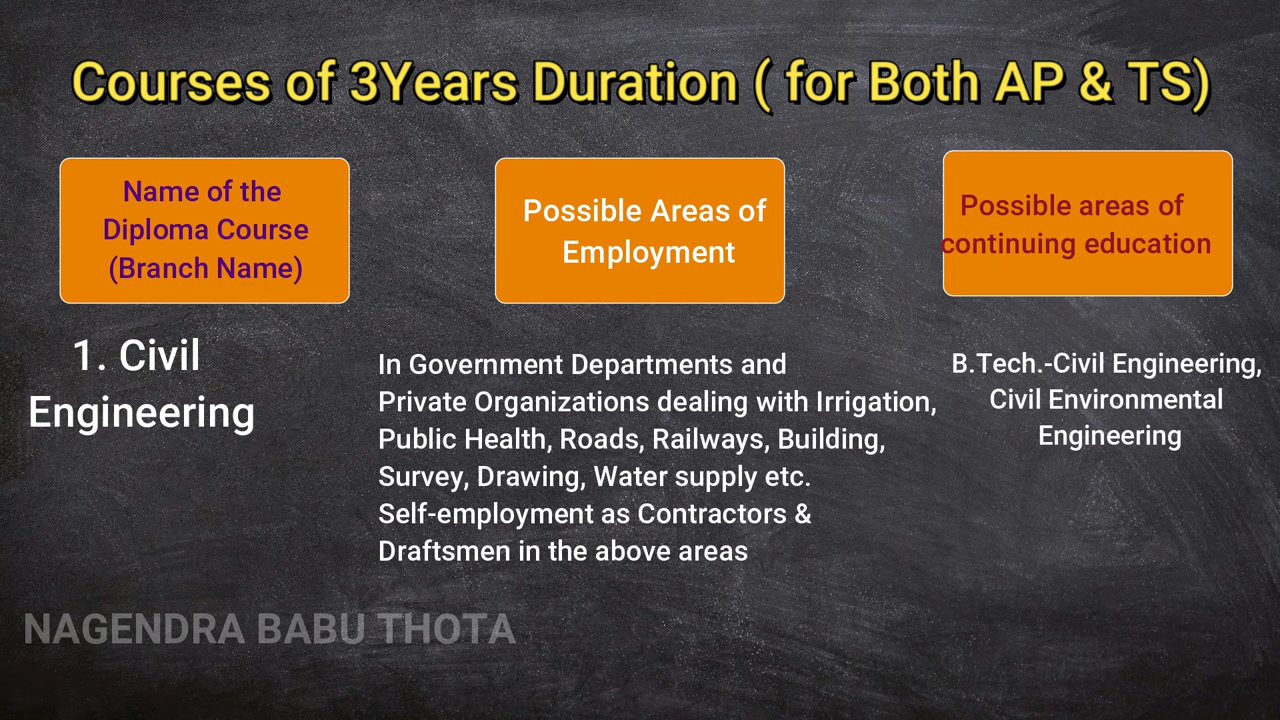 Courses of 3Years Duration ( for Both AP & TS)
Name of the
Diploma Course
(Branch Name)
Possible Areas of
Employment
Possible areas of
continuing education
1. Civil
Engineering
In Government Departments and
Private Organizations dealing with Irrigation,
Public Health, Roads, Railways, Building,
Survey, Drawing, Water supply etc.
Self-employment as Contractors &
Draftsmen in the above areas
B.Tech.-Civil Engineering,
Civil Environmental
Engineering
NAGENDRA BABU THOTA